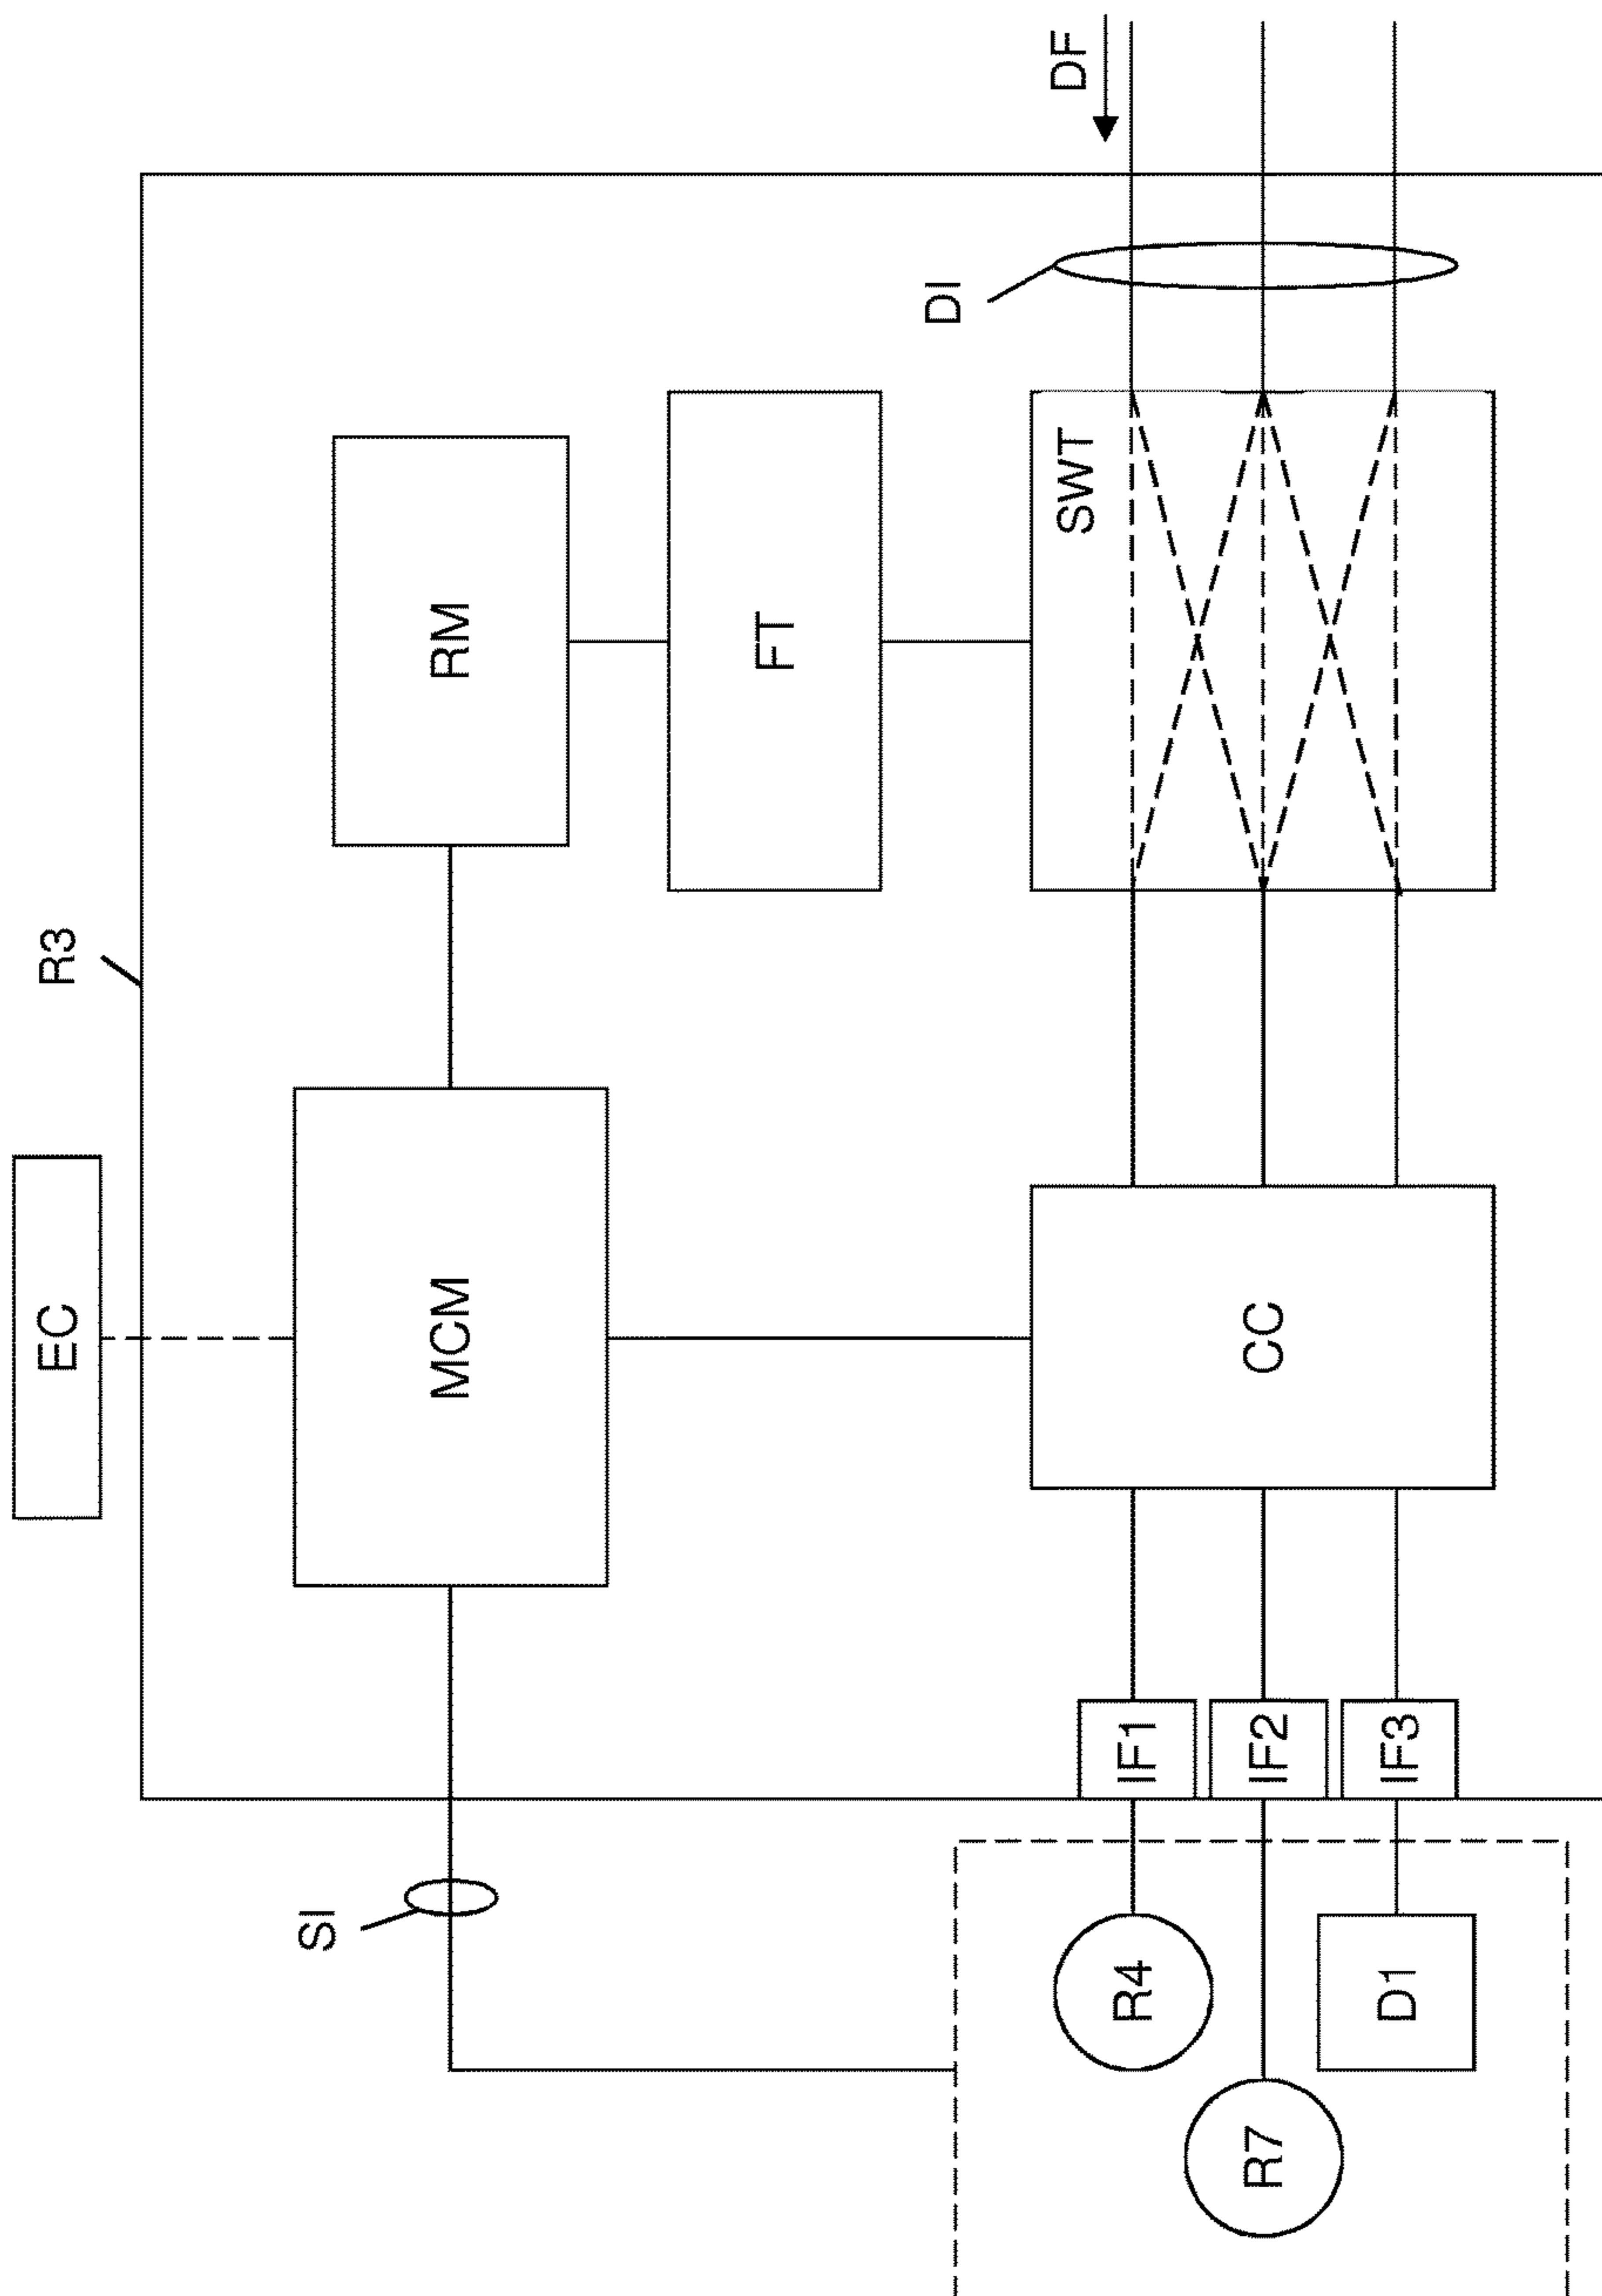 EC
R3
SI
MCM
RM
FT
DI
DF
SWT
CC
IF1
IF2
IF3
R4
R7
D1